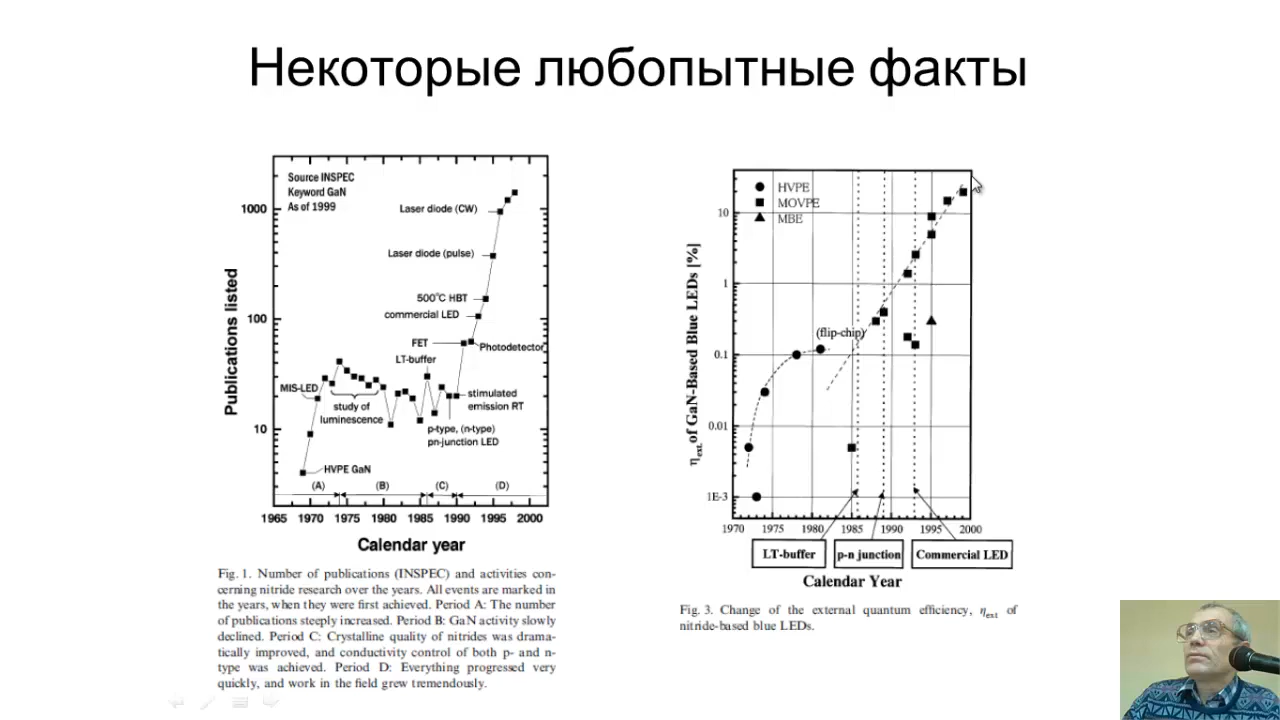 Некоторые любопытные факты
Source INSPEC
Keyword GaN
As of 1999
1000
100
10
Publications listed
Laser diode (CW)
Laser diode (pulse)
500°C HBT
commercial LED
FET
Photodetector
LT-buffer
MIS-LED
study of
luminescence
stimulated
emission RT
p-type, (n-type)
pn-junction LED
HVPE GaN
(A) (B) (C) (D)
1965 1970 1975 1980 1985 1990 1995 2000
Calendar year
Fig. 1. Number of publications (INSPEC) and activities con-
cerning nitride research over the years. All events are marked in
the years, when they were first achieved. Period A: The number
of publications steeply increased. Period B: GaN activity slowly
declined. Period C: Crystalline quality of nitrides was drama-
tically improved, and conductivity control of both p- and n-
type was achieved. Period D: Everything progressed very
quickly, and work in the field grew tremendously.
HVPE
MOVPE
MBE
10
1
0.1
0.01
1E-3
ηext. of GaN-Based Blue LEDs [%]
(flip-chip)
1970 1975 1980 1985 1990 1995 2000
LT-buffer p-n junction Commercial LED
Calendar Year
Fig. 3. Change of the external quantum efficiency, ηext of
nitride-based blue LEDs.